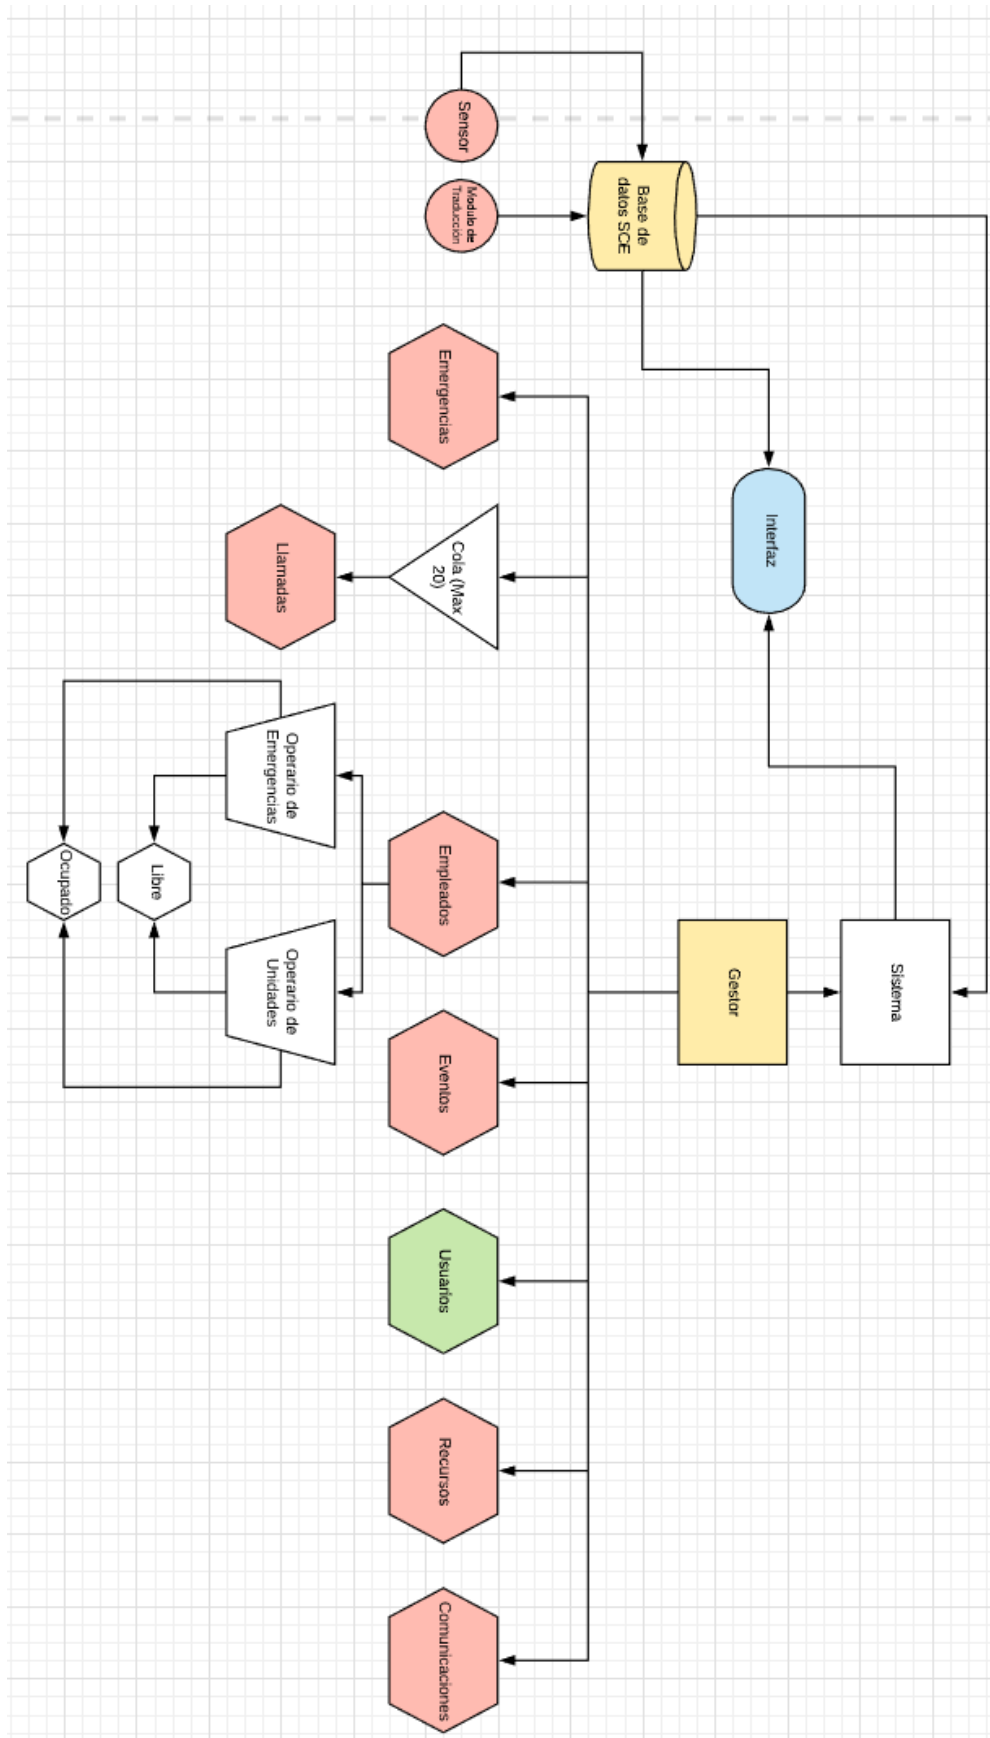 Sistema
Base de
datos SCE
Interfaz
Gestor
Sensor
Modulo de
Traducción
Emergencias
Cola (Max
20)
Empleados
Eventos
Usuarios
Recursos
Comunicaciones
Llamadas
Operario de
Emergencias
Operario de
Unidades
Libre
Ocupado